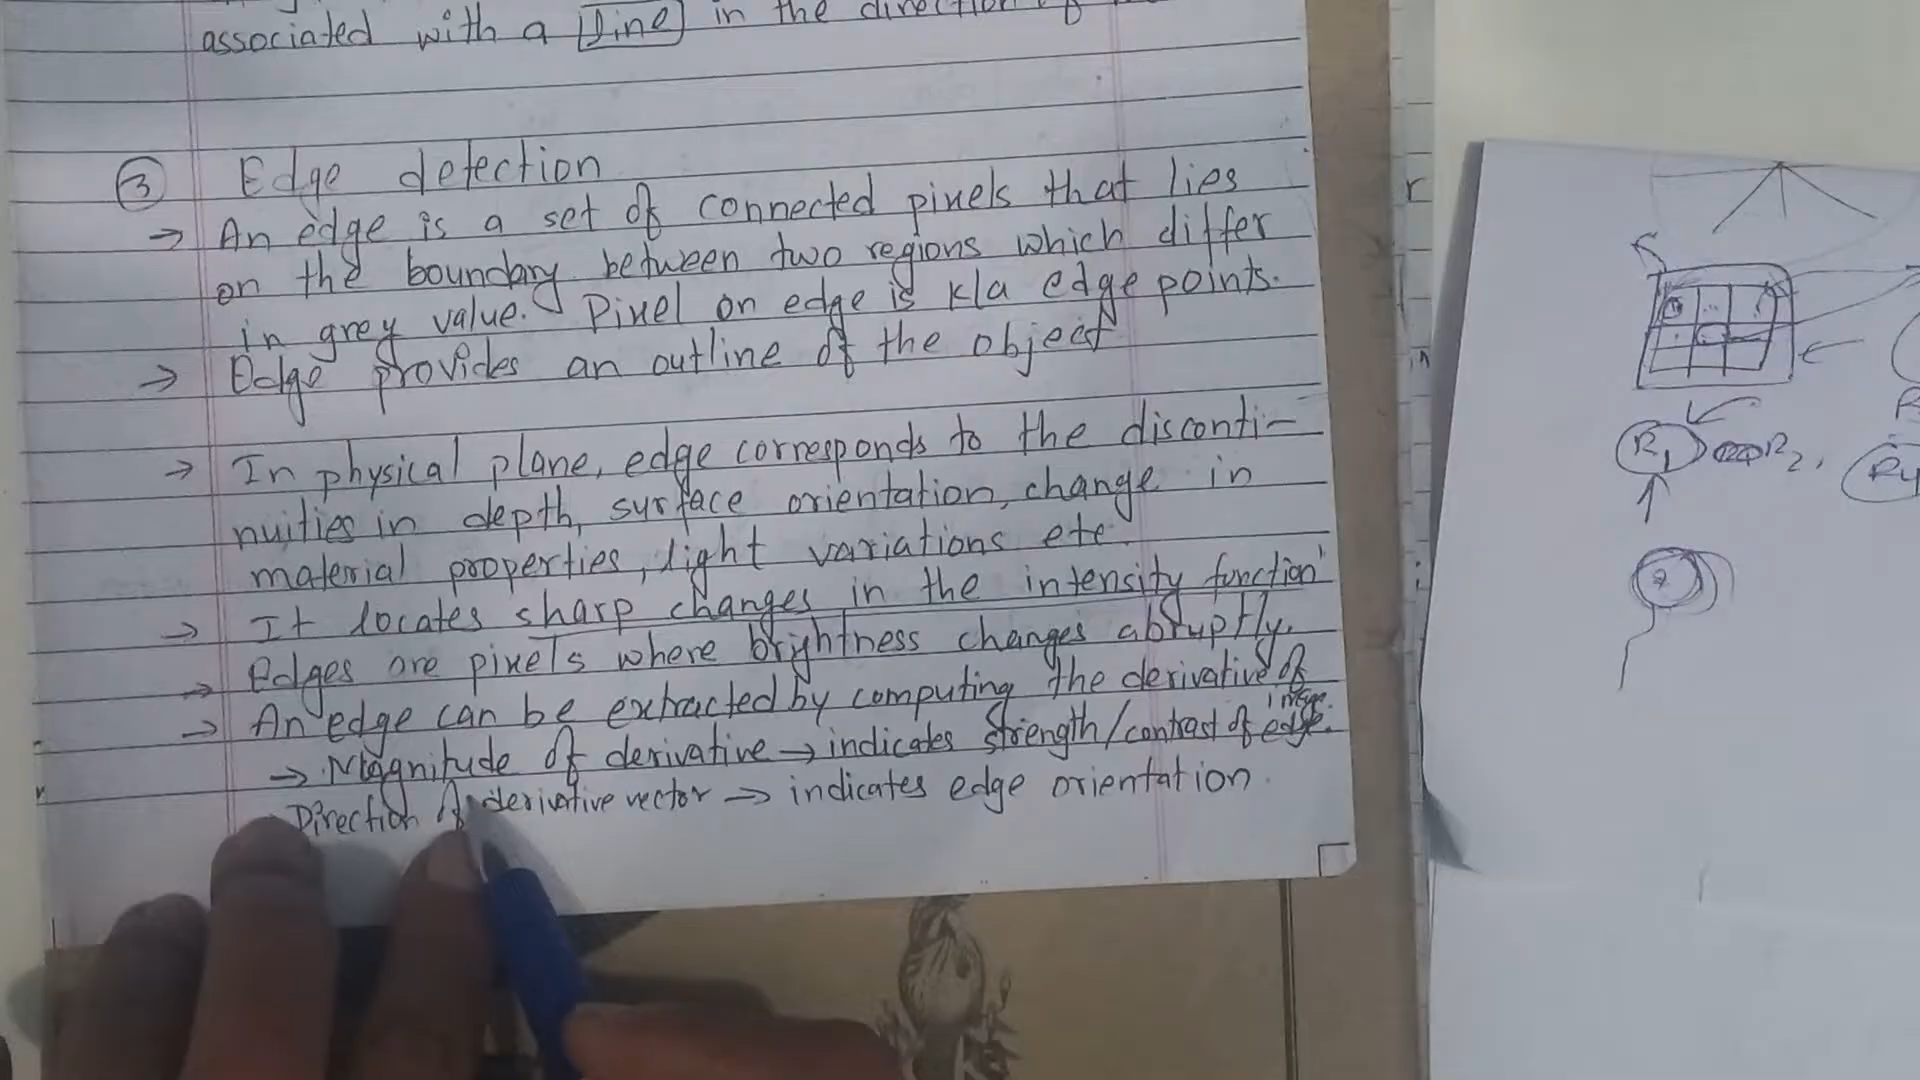 associated with a line in the direction of
3 Edge detection
→ An edge is a set of connected pixels that lies
on the boundary between two regions which differ
in grey value. Pixel on edge is k/a edge points.
→ Edge provides an outline of the object
→ In physical plane, edge corresponds to the disconti-
nuities in depth, surface orientation, change in
material properties, light variations etc.
→ It locates sharp changes in the intensity function
→ Edges are pixels where brightness changes abruptly.
→ An edge can be extracted by computing the derivative of
image.
→ Magnitude of derivative → indicates strength/contrast of edge.
Direction of derivative vector → indicates edge orientation.
R1 R2, R4